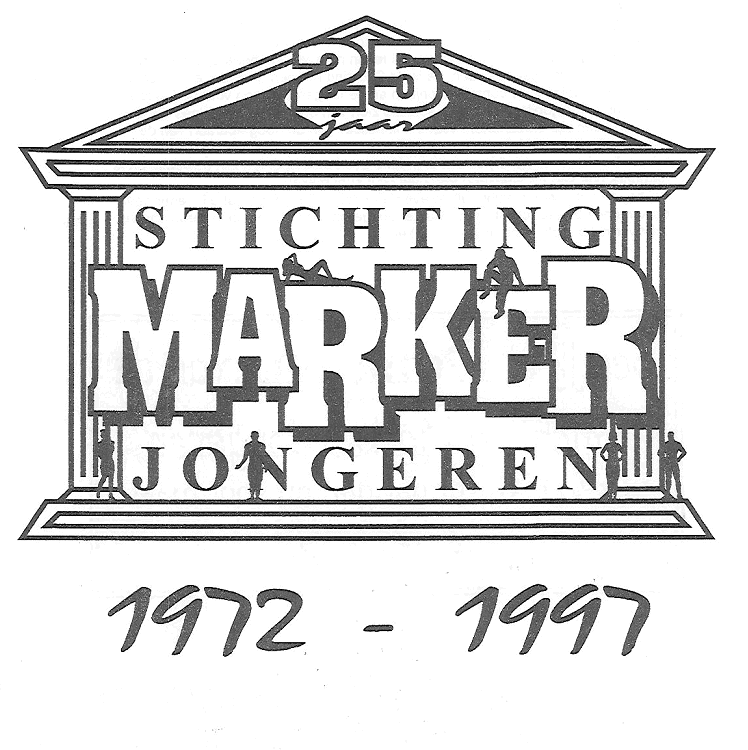 25
jaar
STICHTING
MARKER
JONGEREN
1972 - 1997